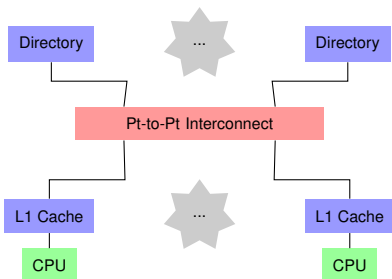 Directory ... Directory
Pt-to-Pt Interconnect
L1 Cache ... L1 Cache
CPU CPU